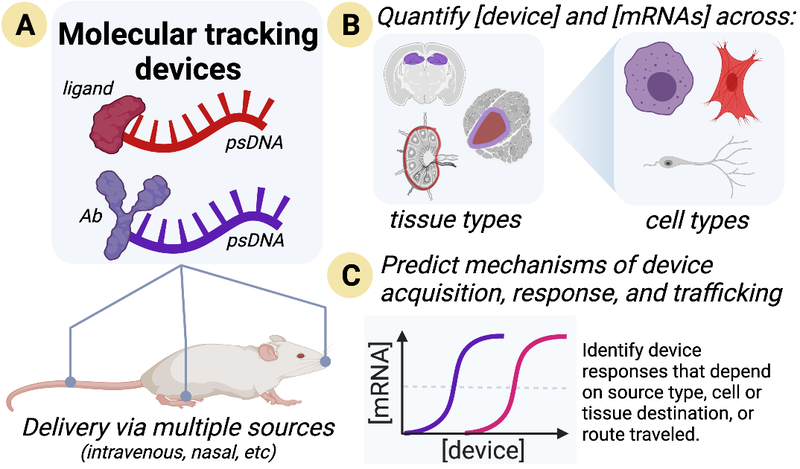 A
Molecular tracking
devices
ligand
psDNA
Ab
psDNA
Delivery via multiple sources
(intravenous, nasal, etc)
B
Quantify [device] and [mRNAs] across:
tissue types
cell types
C
Predict mechanisms of device
acquisition, response, and trafficking
[mRNA]
[device]
Identify device
responses that depend
on source type, cell or
tissue destination, or
route traveled.